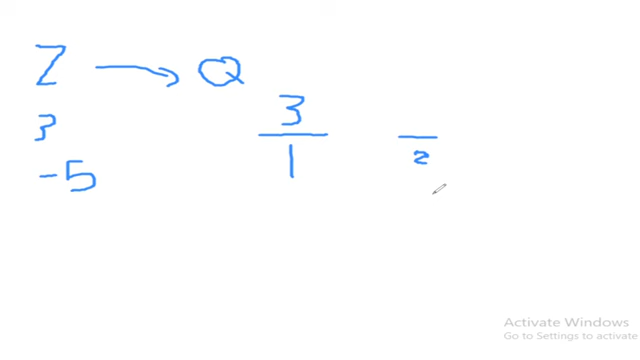 Z → Q
3
3/1
/2
-5
Activate Windows
Go to Settings to activate